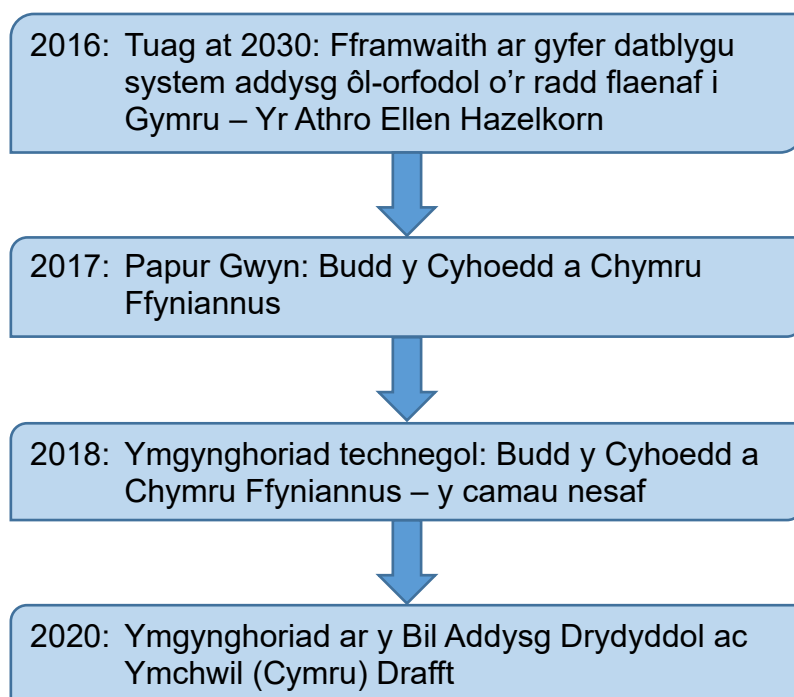 2016: Tuag at 2030: Fframwaith ar gyfer datblygu
system addysg ôl-orfodol o'r radd flaenaf i
Gymru – Yr Athro Ellen Hazelkorn
2017: Papur Gwyn: Budd y Cyhoedd a Chymru
Ffyniannus
2018: Ymgynghoriad technegol: Budd y Cyhoedd a
Chymru Ffyniannus – y camau nesaf
2020: Ymgynghoriad ar y Bil Addysg Drydyddol ac
Ymchwil (Cymru) Drafft